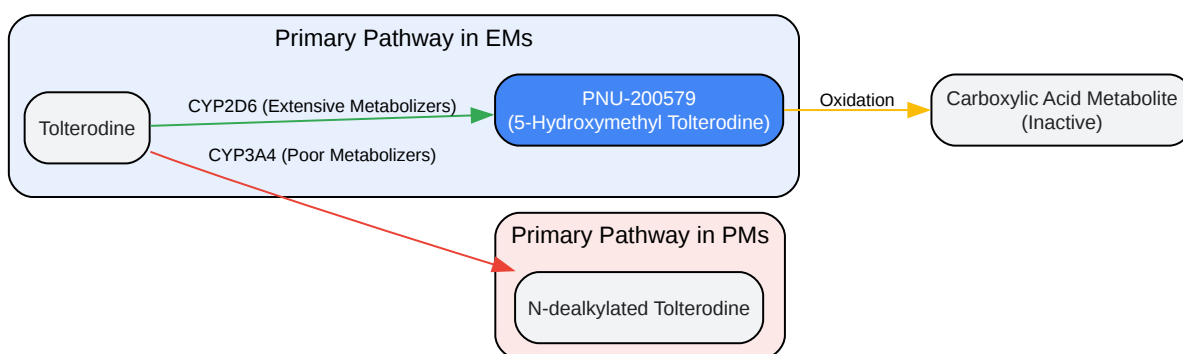 Primary Pathway in EMs
Tolterodine
CYP2D6 (Extensive Metabolizers)
PNU-200579
(5-Hydroxymethyl Tolterodine)
Oxidation
Carboxylic Acid Metabolite
(Inactive)
CYP3A4 (Poor Metabolizers)
Primary Pathway in PMs
N-dealkylated Tolterodine